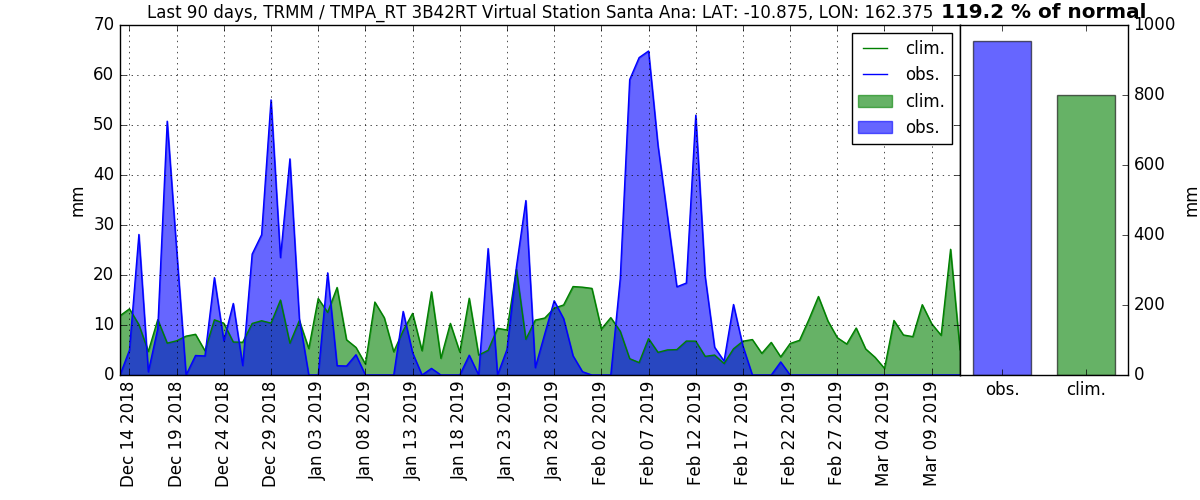 Last 90 days, TRMM / TMPA_RT 3B42RT Virtual Station Santa Ana: LAT: -10.875, LON: 162.375 119.2 % of normal
70
60
50
40
30
20
10
0
mm
clim.
obs.
clim.
obs.
Dec 14 2018
Dec 19 2018
Dec 24 2018
Dec 29 2018
Jan 03 2019
Jan 08 2019
Jan 13 2019
Jan 18 2019
Jan 23 2019
Jan 28 2019
Feb 02 2019
Feb 07 2019
Feb 12 2019
Feb 17 2019
Feb 22 2019
Feb 27 2019
Mar 04 2019
Mar 09 2019
1000
800
600
400
200
0
mm
obs.
clim.